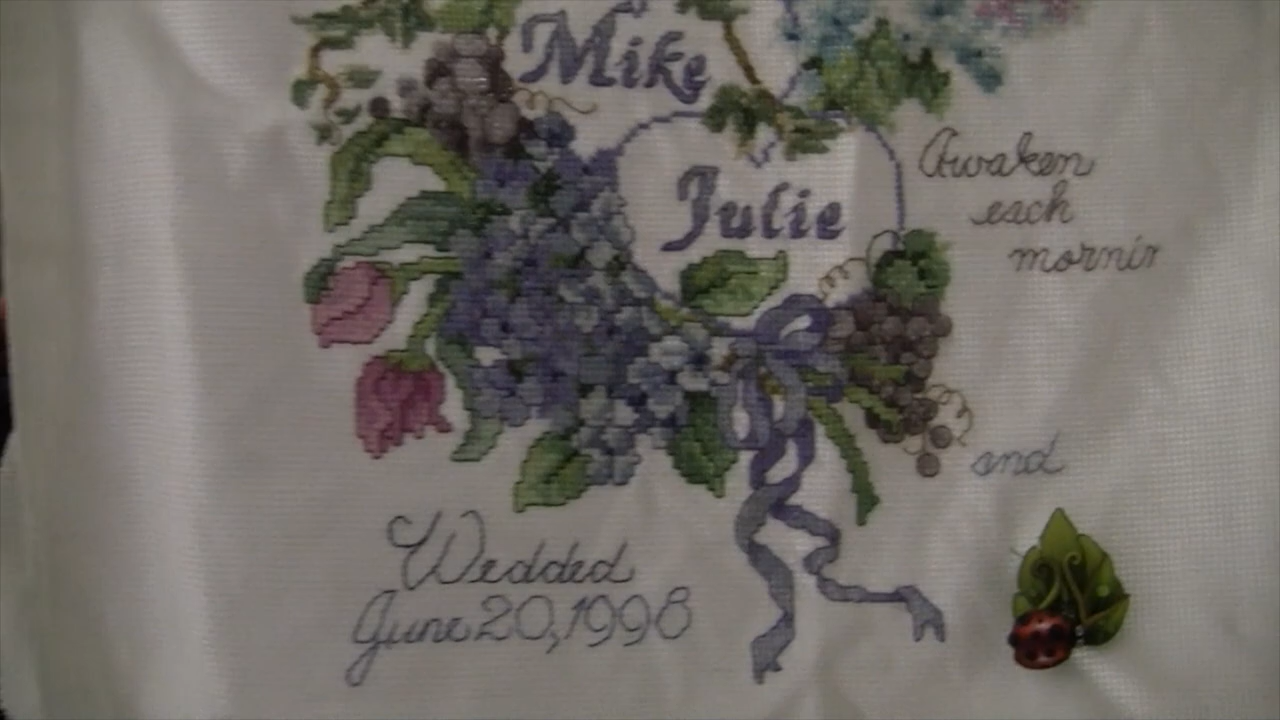 Mike
Julie
Awaken
each
mornin
and
Wedded
June 20, 1998